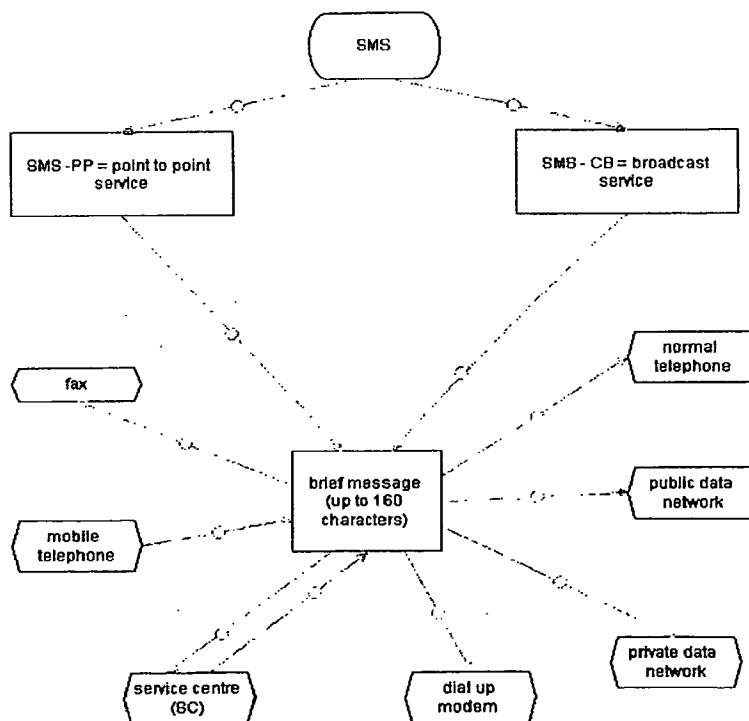 SMS
SMS -PP = point to point
service
SMS - CB = broadcast
service
normal
telephone
fax
brief message
(up to 160
characters)
public data
network
mobile
telephone
private data
network
service centre
(SC)
dial up
modem